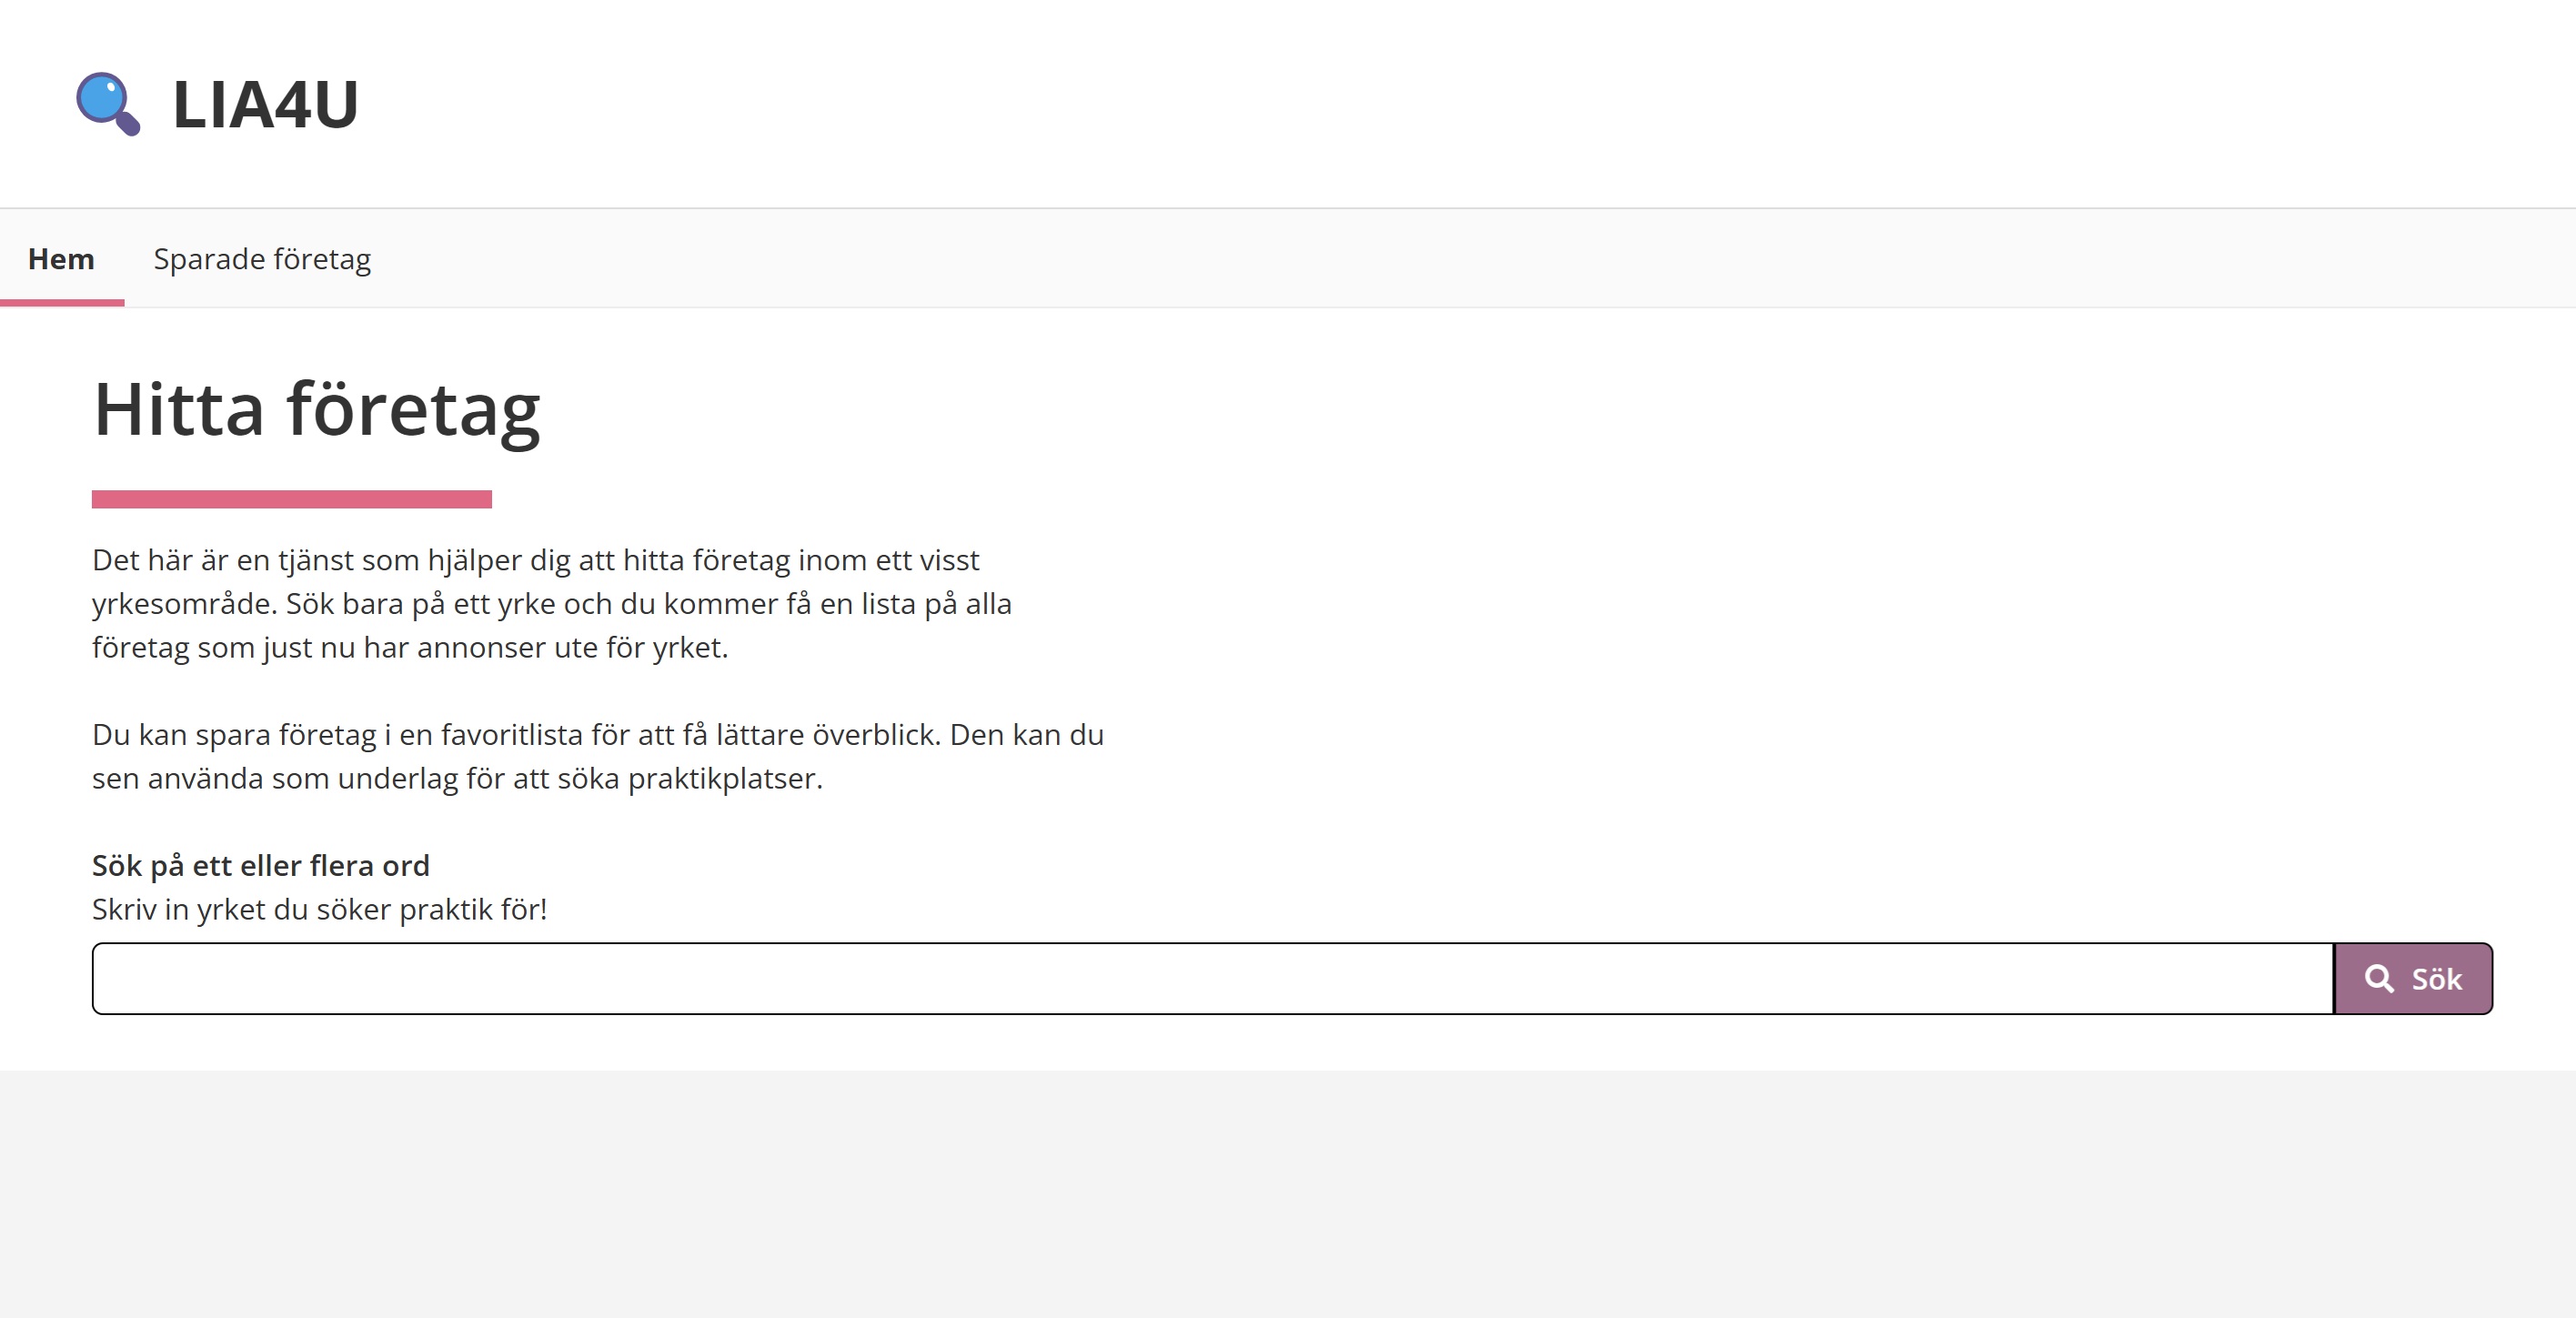 LIA4U
Hem
Sparade företag
Hitta företag
Det här är en tjänst som hjälper dig att hitta företag inom ett visst
yrkesområde. Sök bara på ett yrke och du kommer få en lista på alla
företag som just nu har annonser ute för yrket.
Du kan spara företag i en favoritlista för att få lättare överblick. Den kan du
sen använda som underlag för att söka praktikplatser.
Sök på ett eller flera ord
Skriv in yrket du söker praktik för!
Sök